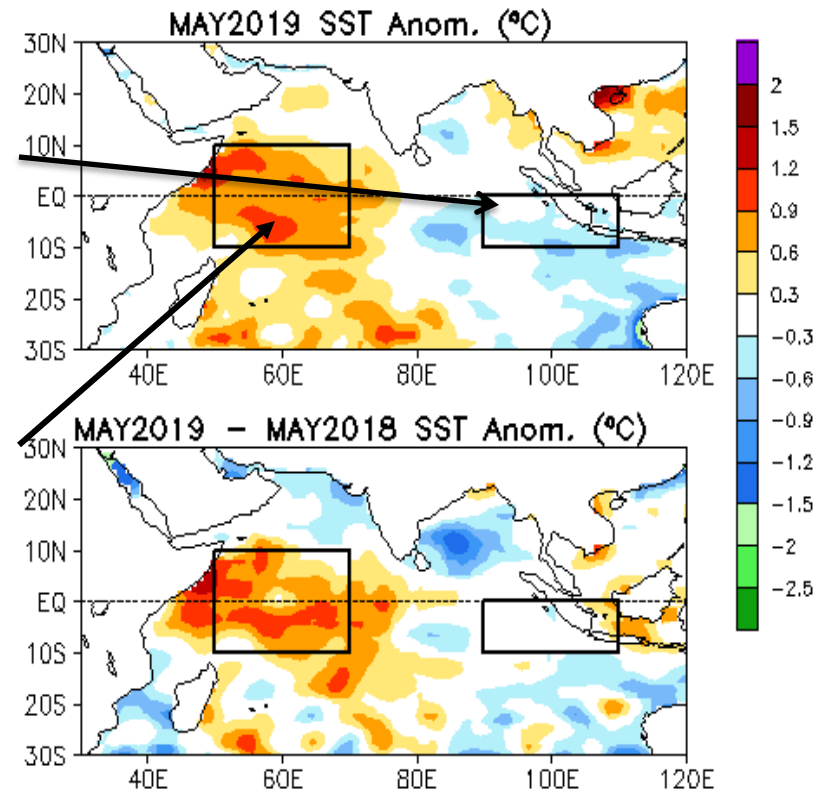 MAY2019 SST Anom. (°C)
30N
20N
10N
EQ
10S
20S
30S
40E 60E 80E 100E 120E
MAY2019 – MAY2018 SST Anom. (°C)
30N
20N
10N
EQ
10S
20S
30S
40E 60E 80E 100E 120E
2
1.5
1.2
0.9
0.6
0.3
-0.3
-0.6
-0.9
-1.2
-1.5
-2
-2.5